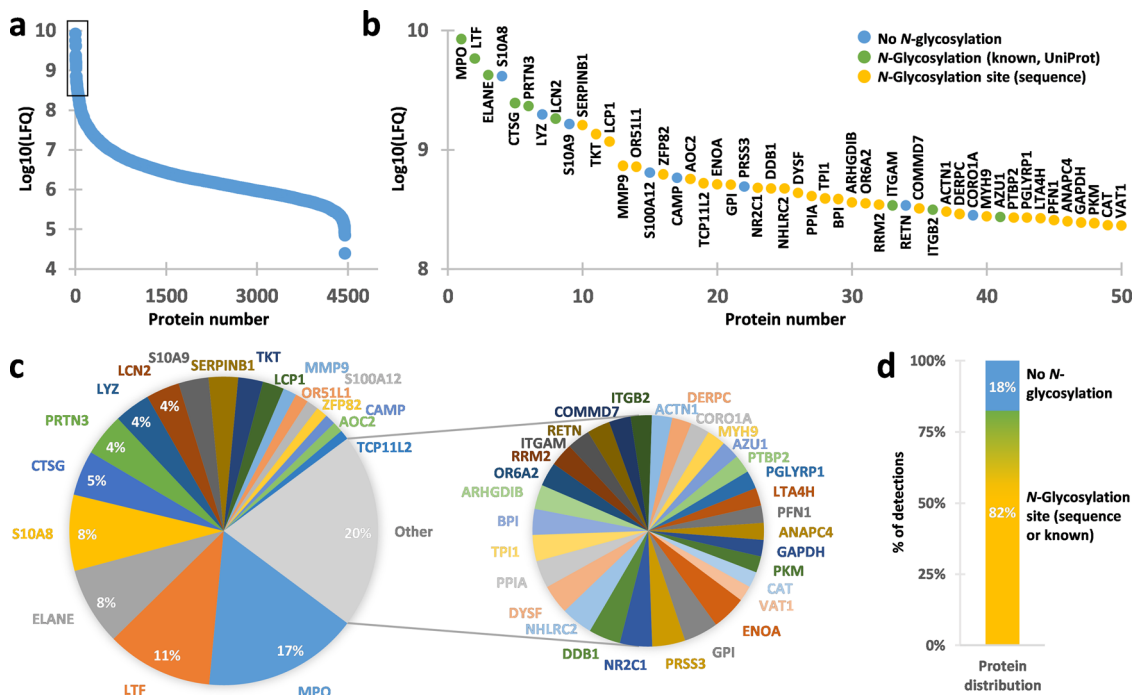 a
10
9
8
7
6
5
4
Log10(LFQ)
0
1500
3000
4500
Protein number
b
10
9
8
Log10(LFQ)
0
10
20
30
40
50
Protein number
No N-glycosylation
N-Glycosylation (known, UniProt)
N-Glycosylation site (sequence)
MPO
LTF
ELANE
S10A8
CTSG
PRTN3
LYZ
LCN2
S10A9
SERPINB1
TKT
LCP1
MMP9
OR51L1
S100A12
ZFP82
CAMP
AOC2
TCP11L2
ENOA
GPI
PRSS3
NR2C1
DDB1
NHLRC2
DYSF
PPIA
TPI1
BPI
ARHGDIB
OR6A2
RRM2
ITGAM
RETN
COMMD7
ITGB2
ACTN1
DERPC
CORO1A
MYH9
AZU1
PTBP2
PGLYRP1
LTA4H
PFN1
ANAPC4
GAPDH
PKM
CAT
VAT1
c
S10A9
SERPINB1
TKT
LCP1
MMP9
OR51L1
S100A12
ZFP82
CAMP
AOC2
TCP11L2
Other
20%
MPO
17%
LTF
11%
ELANE
8%
S10A8
8%
CTSG
5%
PRTN3
4%
LYZ
4%
LCN2
4%
ITGB2
ACTN1
DERPC
CORO1A
MYH9
AZU1
PTBP2
PGLYRP1
LTA4H
PFN1
ANAPC4
GAPDH
PKM
CAT
VAT1
ENOA
GPI
PRSS3
NR2C1
DDB1
NHLRC2
DYSF
PPIA
TPI1
BPI
ARHGDIB
OR6A2
RRM2
ITGAM
RETN
COMMD7
d
100%
75%
50%
25%
0%
% of detections
18%
82%
No N-
glycosylation
N-Glycosylation
site (sequence
or known)
Protein
distribution